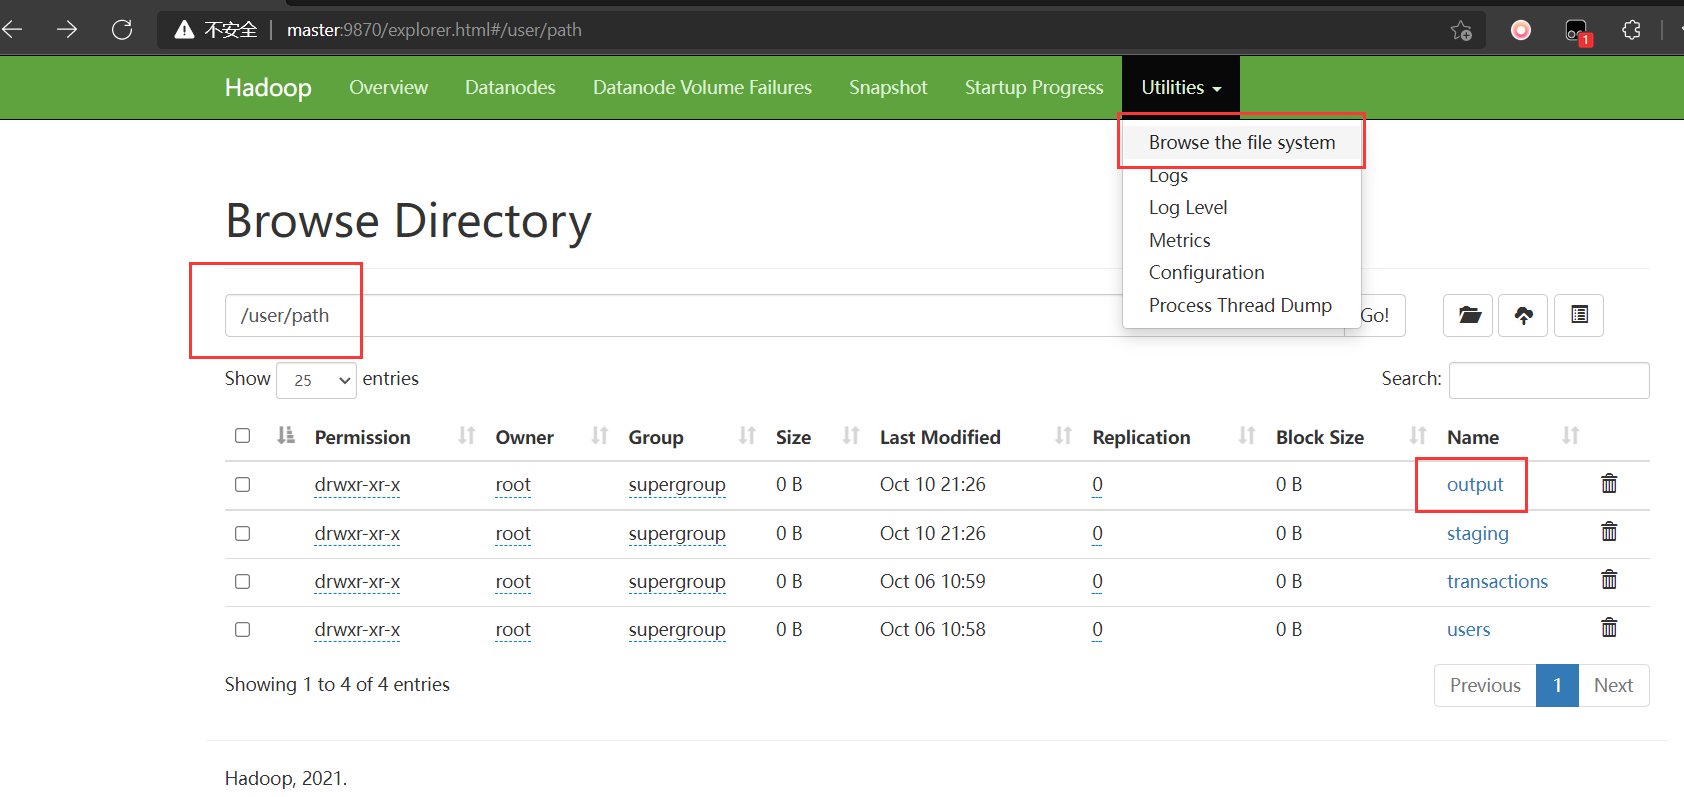 不安全 master:9870/explorer.html#/user/path
1
Hadoop Overview Datanodes Datanode Volume Failures Snapshot Startup Progress Utilities
Browse the file system
Logs
Log Level
Metrics
Configuration
Process Thread Dump
Browse Directory
/user/path Go!
Show 25 entries Search:
Permission Owner Group Size Last Modified Replication Block Size Name
drwxr-xr-x root supergroup 0 B Oct 10 21:26 0 0 B output
drwxr-xr-x root supergroup 0 B Oct 10 21:26 0 0 B staging
drwxr-xr-x root supergroup 0 B Oct 06 10:59 0 0 B transactions
drwxr-xr-x root supergroup 0 B Oct 06 10:58 0 0 B users
Showing 1 to 4 of 4 entries Previous 1 Next
Hadoop, 2021.